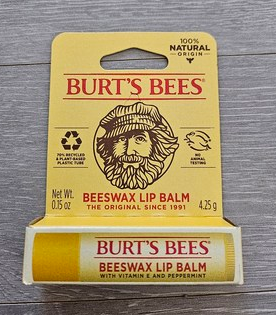 100%
NATURAL
ORIGIN
BURT'S BEES®
70% RECYCLED
& PLANT-BASED
PLASTIC TUBE
ANIMAL
TESTING
Net Wt.
0.15 oz
BEESWAX LIP BALM
THE ORIGINAL SINCE 1991
4.25 g
BURT'S BEES
BEESWAX LIP BALM
WITH VITAMIN E AND PEPPERMINT